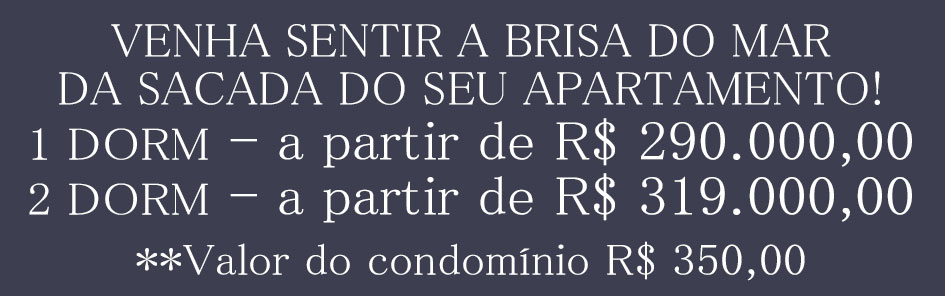 VENHA SENTIR A BRISA DO MAR
DA SACADA DO SEU APARTAMENTO!
1 DORM – a partir de R$ 290.000,00
2 DORM – a partir de R$ 319.000,00
**Valor do condomínio R$ 350,00